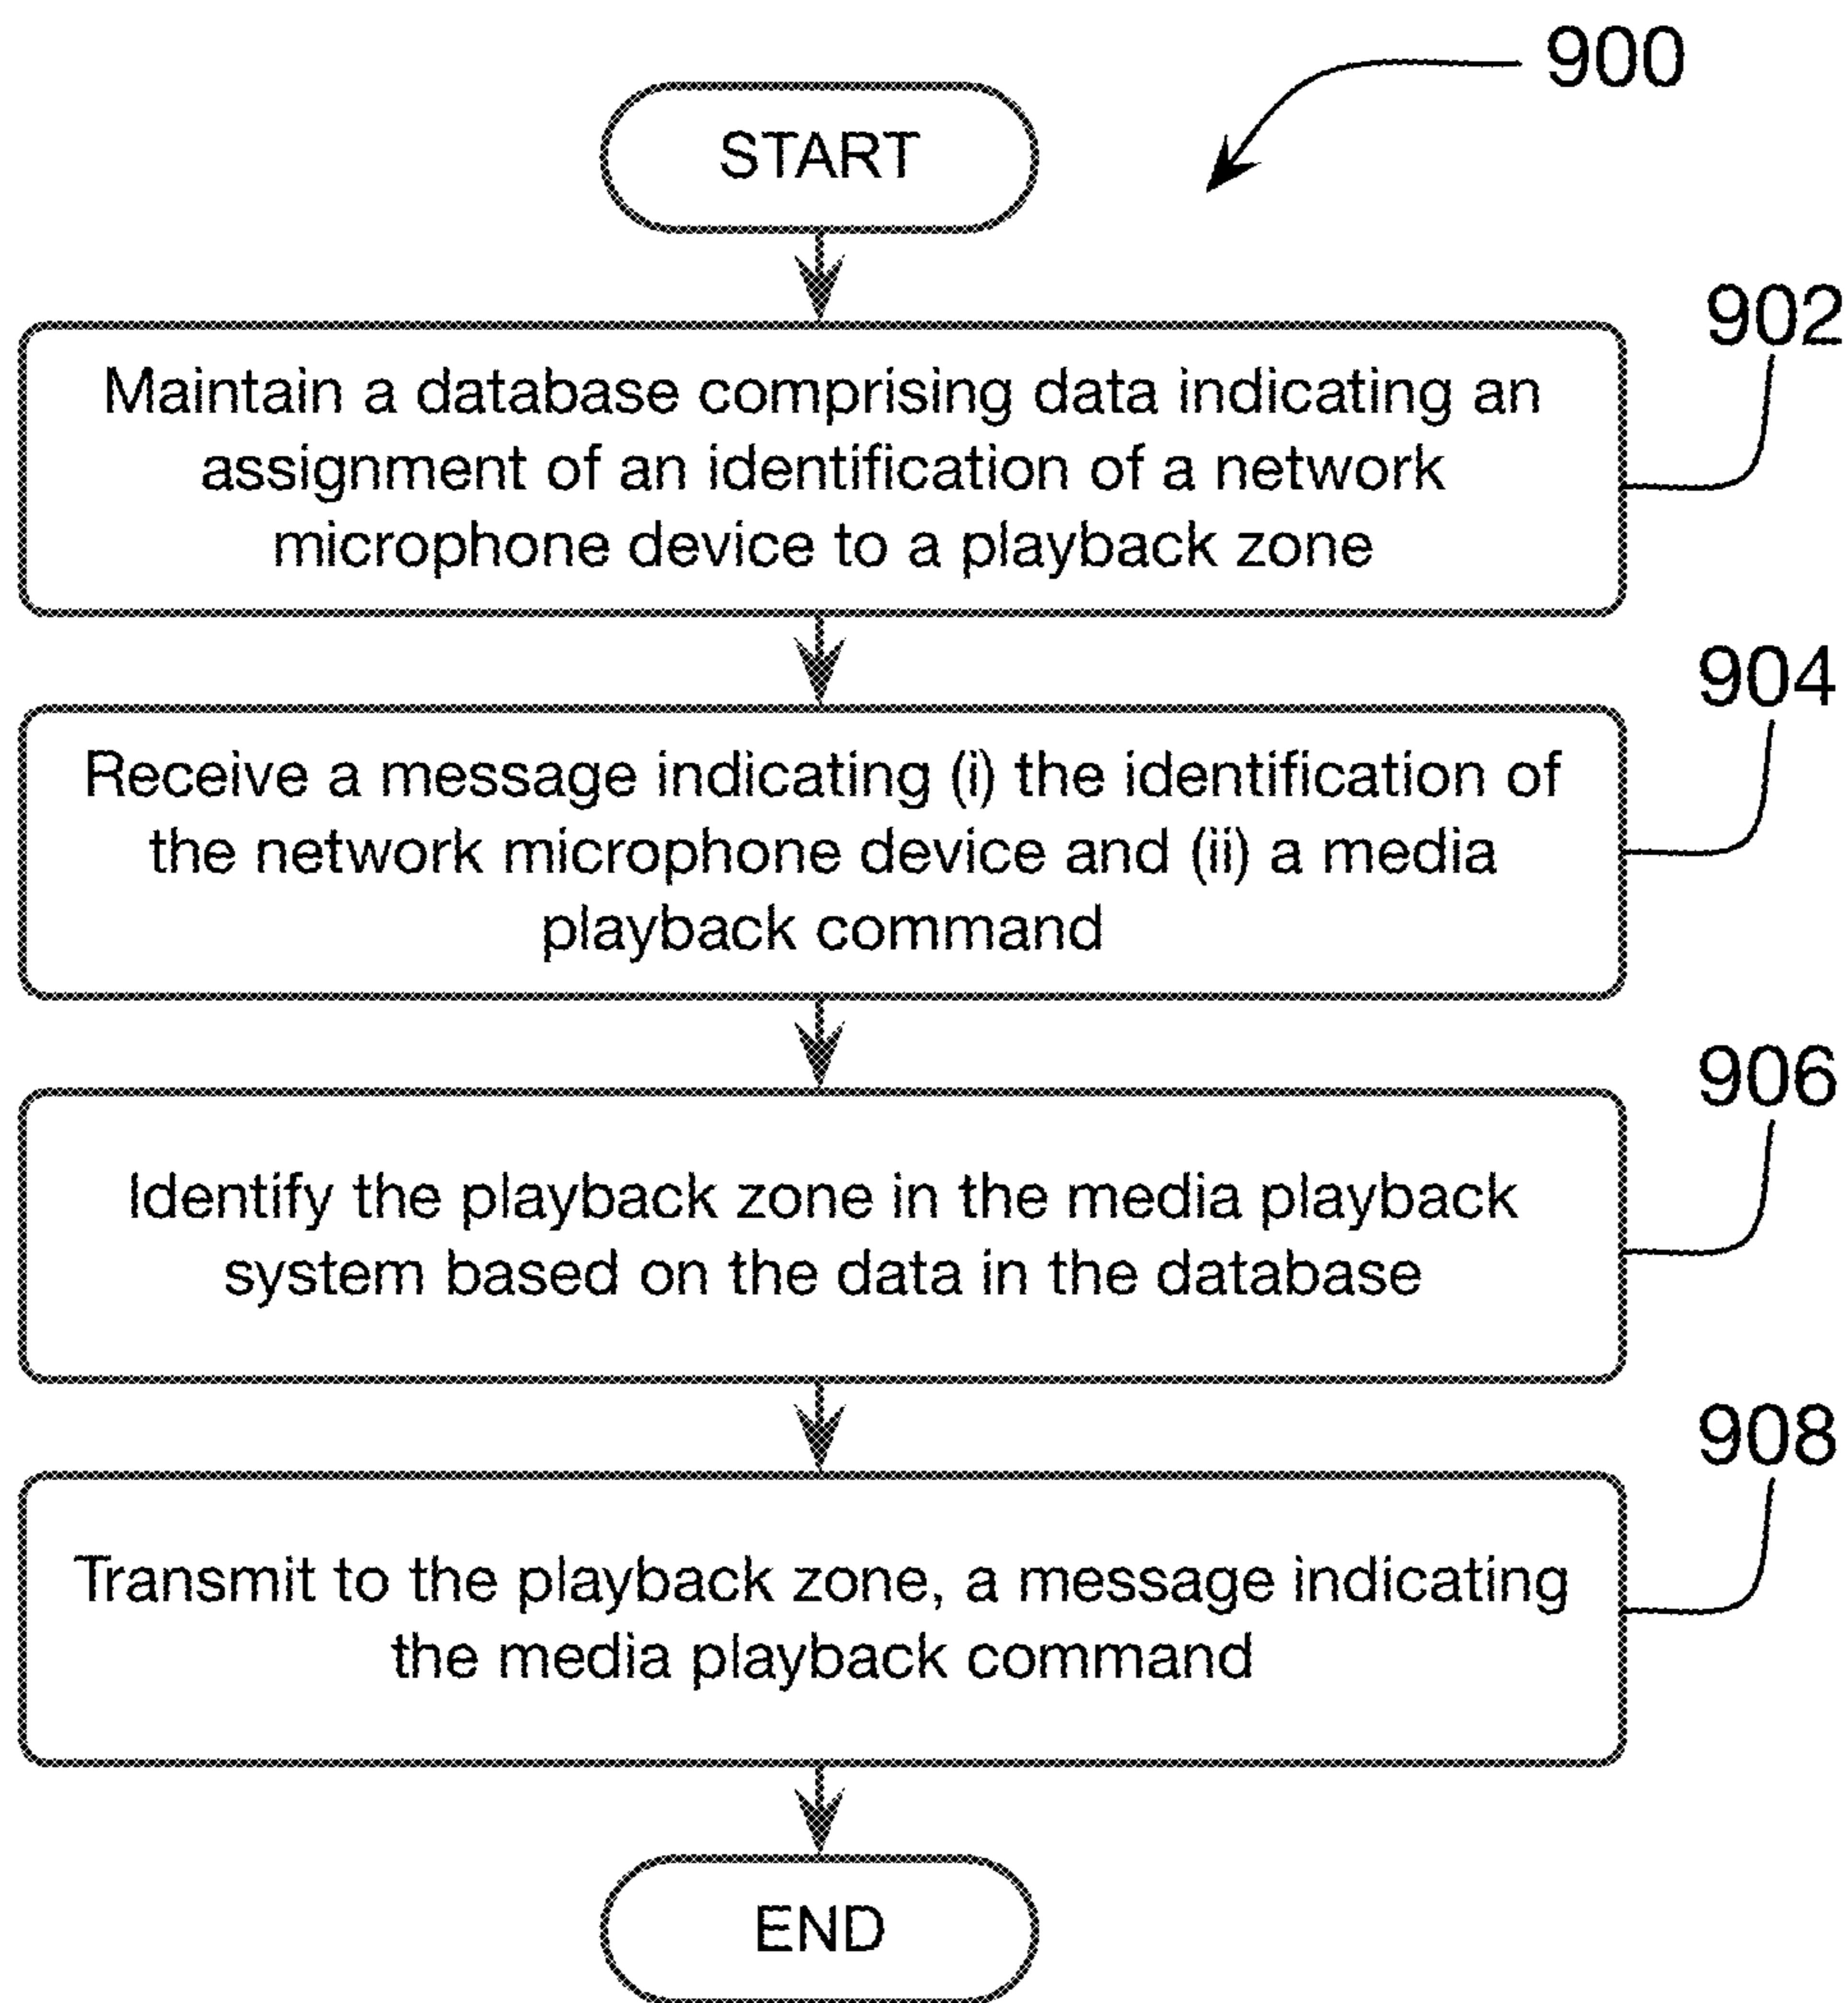 900
START
902
Maintain a database comprising data indicating an
assignment of an identification of a network
microphone device to a playback zone
904
Receive a message indicating (i) the identification of
the network microphone device and (ii) a media
playback command
906
Identify the playback zone in the media playback
system based on the data in the database
908
Transmit to the playback zone, a message indicating
the media playback command
END